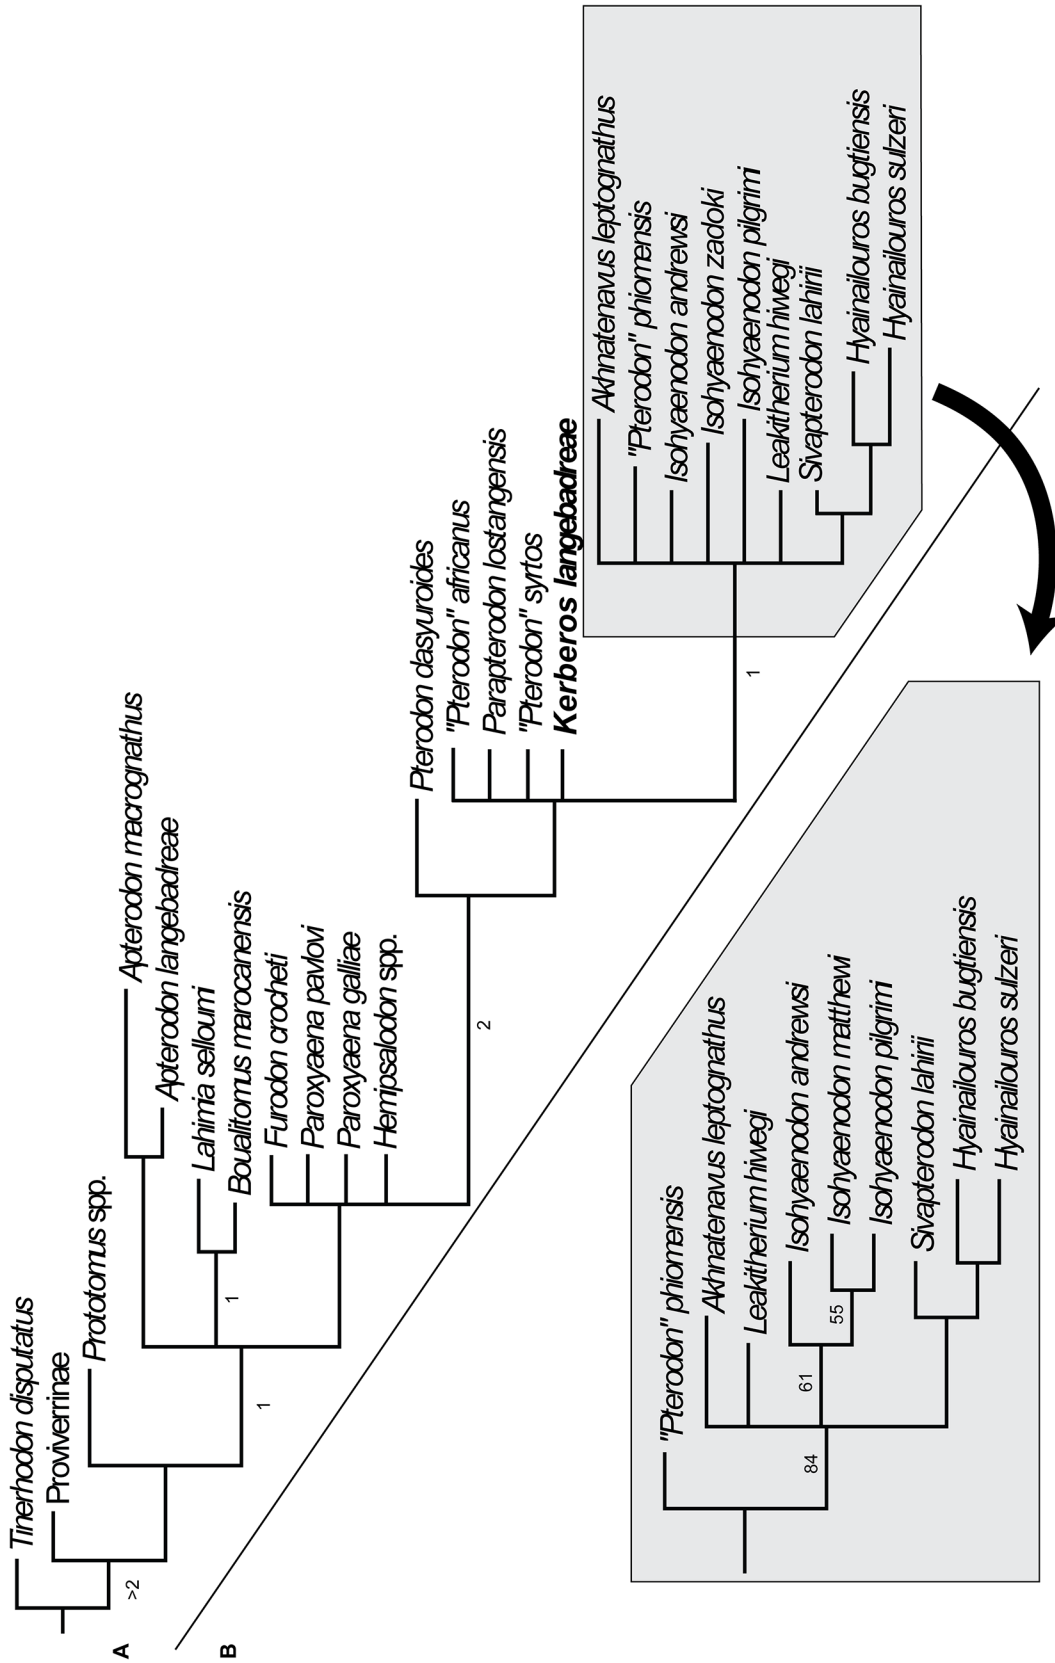 A
Tinerhodon disputatus
Proviverrinae
Prototomus spp.
Apterodon macrognathus
Apterodon langebadreae
Lahimia selloumi
Boualitomus marocanensis
Furodon crocheti
Paroxyaena pavlovi
Paroxyaena galliae
Hemipsalodon spp.
Pterodon dasyuroides
"Pterodon" africanus
Parapterodon lostangensis
"Pterodon" syrtos
Kerberos langebadreae
Akhnatenavus leptognathus
"Pterodon" phiomensis
Isohyaenodon andrewsi
Isohyaenodon zadoki
Isohyaenodon pilgrimi
Leakitherium hiwegi
Sivapterodon lahirii
Hyainailouros bugtiensis
Hyainailouros sulzeri
>2
1
1
2
1
B
"Pterodon" phiomensis
Akhnatenavus leptognathus
Leakitherium hiwegi
Isohyaenodon andrewsi
Isohyaenodon matthewi
Isohyaenodon pilgrimi
Sivapterodon lahirii
Hyainailouros bugtiensis
Hyainailouros sulzeri
84
61
55